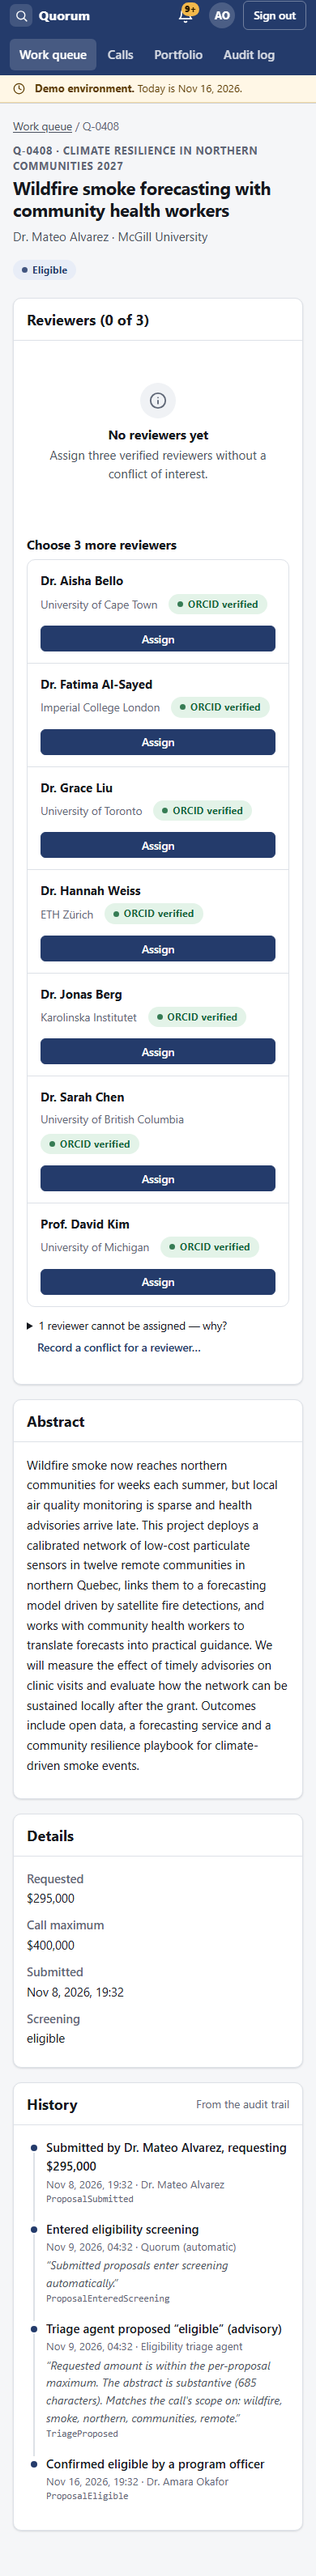 Quorum
9+
AO
Sign out
Work queue
Calls
Portfolio
Audit log
Demo environment. Today is Nov 16, 2026.
Work queue / Q-0408
Q-0408 · CLIMATE RESILIENCE IN NORTHERN
COMMUNITIES 2027
Wildfire smoke forecasting with
community health workers
Dr. Mateo Alvarez · McGill University
Eligible
Reviewers (0 of 3)
No reviewers yet
Assign three verified reviewers without a
conflict of interest.
Choose 3 more reviewers
Dr. Aisha Bello
University of Cape Town
ORCID verified
Assign
Dr. Fatima Al-Sayed
Imperial College London
ORCID verified
Assign
Dr. Grace Liu
University of Toronto
ORCID verified
Assign
Dr. Hannah Weiss
ETH Zürich
ORCID verified
Assign
Dr. Jonas Berg
Karolinska Institutet
ORCID verified
Assign
Dr. Sarah Chen
University of British Columbia
ORCID verified
Assign
Prof. David Kim
University of Michigan
ORCID verified
Assign
1 reviewer cannot be assigned — why?
Record a conflict for a reviewer...
Abstract
Wildfire smoke now reaches northern
communities for weeks each summer, but local
air quality monitoring is sparse and health
advisories arrive late. This project deploys a
calibrated network of low-cost particulate
sensors in twelve remote communities in
northern Quebec, links them to a forecasting
model driven by satellite fire detections, and
works with community health workers to
translate forecasts into practical guidance. We
will measure the effect of timely advisories on
clinic visits and evaluate how the network can be
sustained locally after the grant. Outcomes
include open data, a forecasting service and a
community resilience playbook for climate-
driven smoke events.
Details
Requested
$295,000
Call maximum
$400,000
Submitted
Nov 8, 2026, 19:32
Screening
eligible
History
From the audit trail
Submitted by Dr. Mateo Alvarez, requesting
$295,000
Nov 8, 2026, 19:32 · Dr. Mateo Alvarez
ProposalSubmitted
Entered eligibility screening
Nov 9, 2026, 04:32 · Quorum (automatic)
“Submitted proposals enter screening
automatically.”
ProposalEnteredScreening
Triage agent proposed “eligible” (advisory)
Nov 9, 2026, 04:32 · Eligibility triage agent
“Requested amount is within the per-proposal
maximum. The abstract is substantive (685
characters). Matches the call's scope on: wildfire,
smoke, northern, communities, remote.”
TriageProposed
Confirmed eligible by a program officer
Nov 16, 2026, 19:32 · Dr. Amara Okafor
ProposalEligible